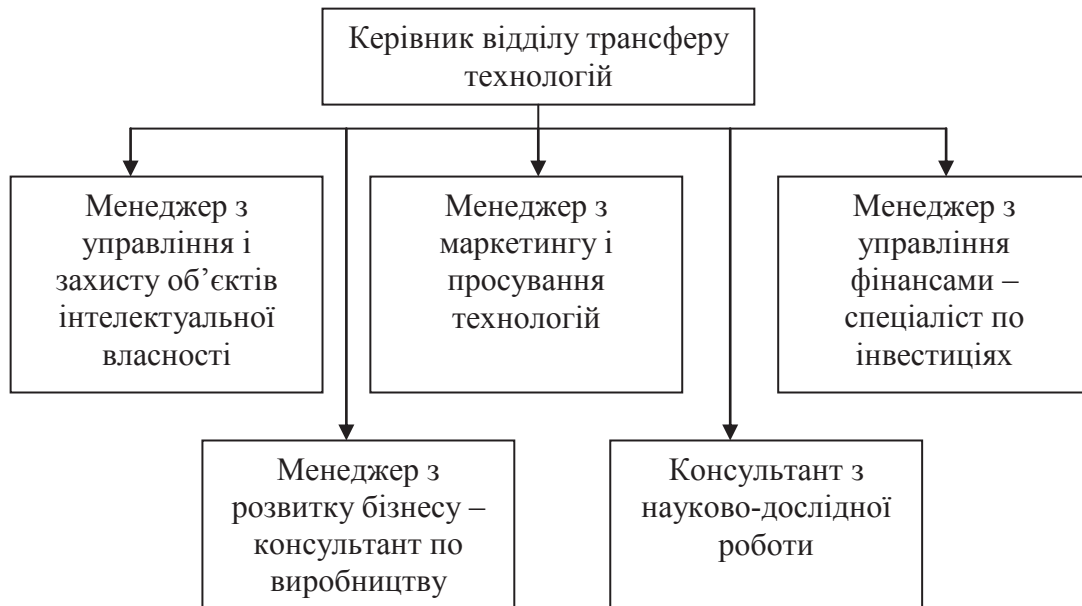 Керівник відділу трансферу
технологій
Менеджер з
управління і
захисту об’єктів
інтелектуальної
власності
Менеджер з
маркетингу і
просування
технологій
Менеджер з
управління
фінансами –
спеціаліст по
інвестиціях
Менеджер з
розвитку бізнесу –
консультант по
виробництву
Консультант з
науково-дослідної
роботи